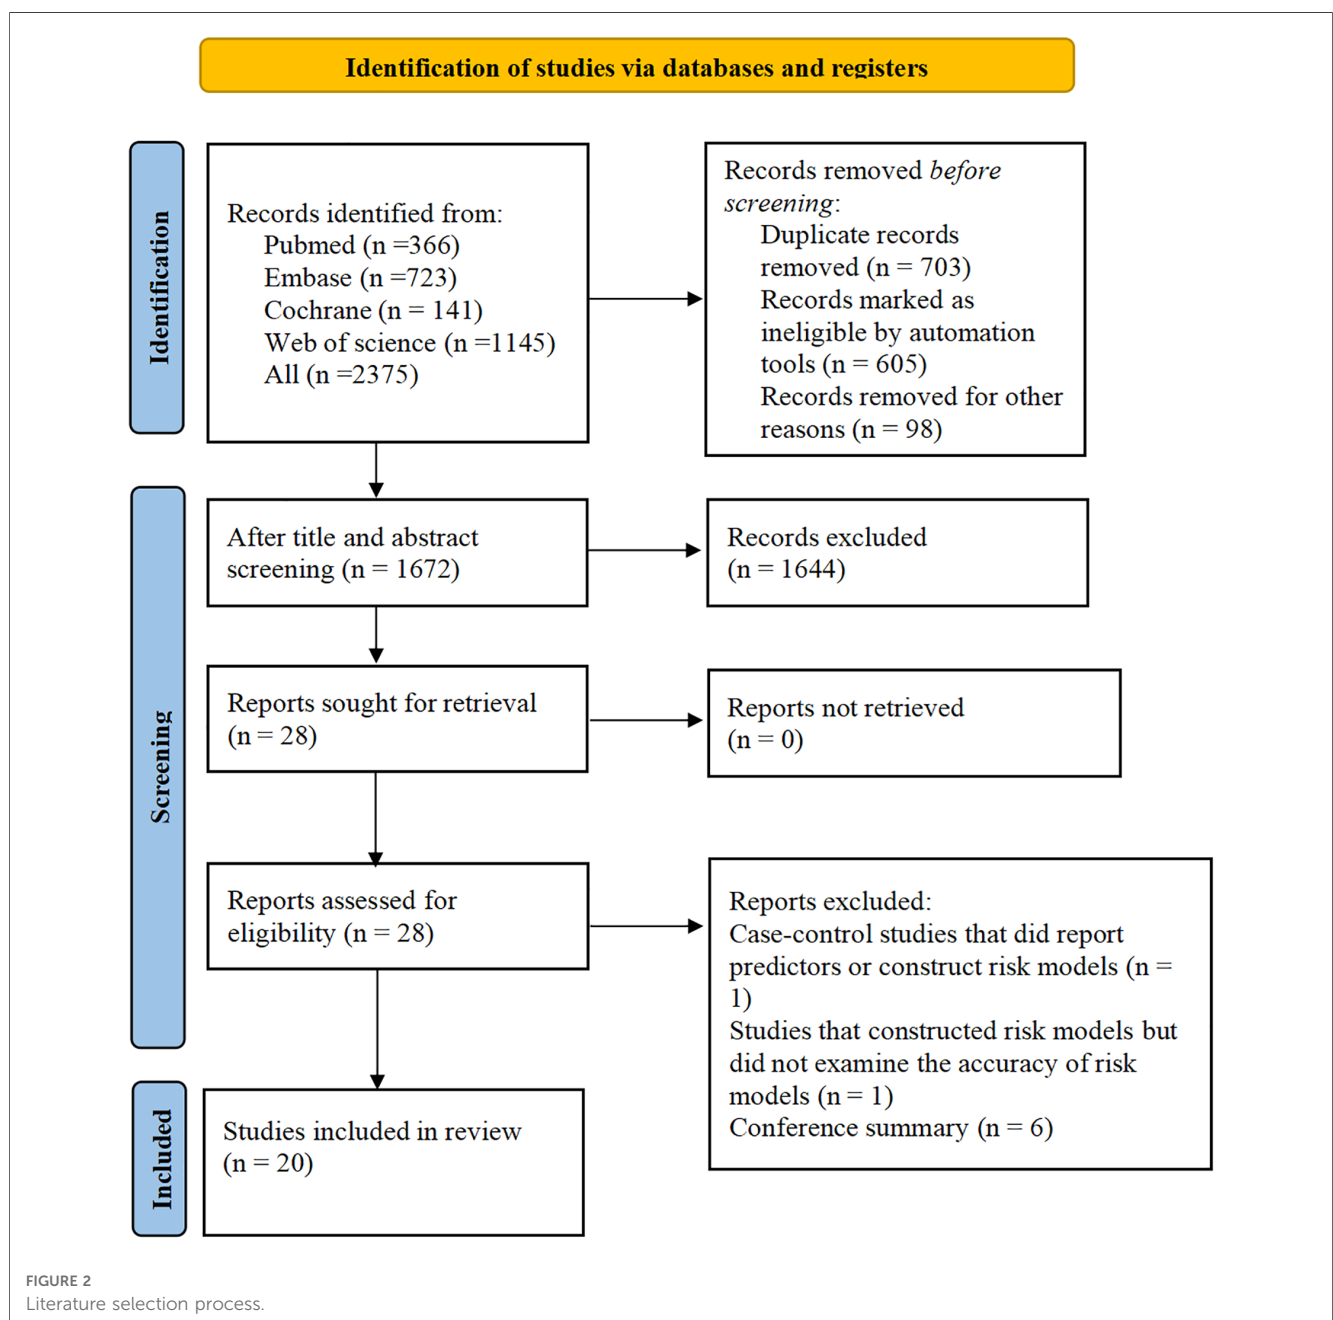 Identification of studies via databases and registers
Identification
Records identified from:
Pubmed (n =366)
Embase (n =723)
Cochrane (n = 141)
Web of science (n =1145)
All (n =2375)
Records removed before
screening:
Duplicate records
removed (n = 703)
Records marked as
ineligible by automation
tools (n = 605)
Records removed for other
reasons (n = 98)
Screening
After title and abstract
screening (n = 1672)
Records excluded
(n = 1644)
Reports sought for retrieval
(n = 28)
Reports not retrieved
(n = 0)
Reports assessed for
eligibility (n = 28)
Reports excluded:
Case-control studies that did report
predictors or construct risk models (n =
1)
Studies that constructed risk models but
did not examine the accuracy of risk
models (n = 1)
Conference summary (n = 6)
Included
Studies included in review
(n = 20)
FIGURE 2
Literature selection process.